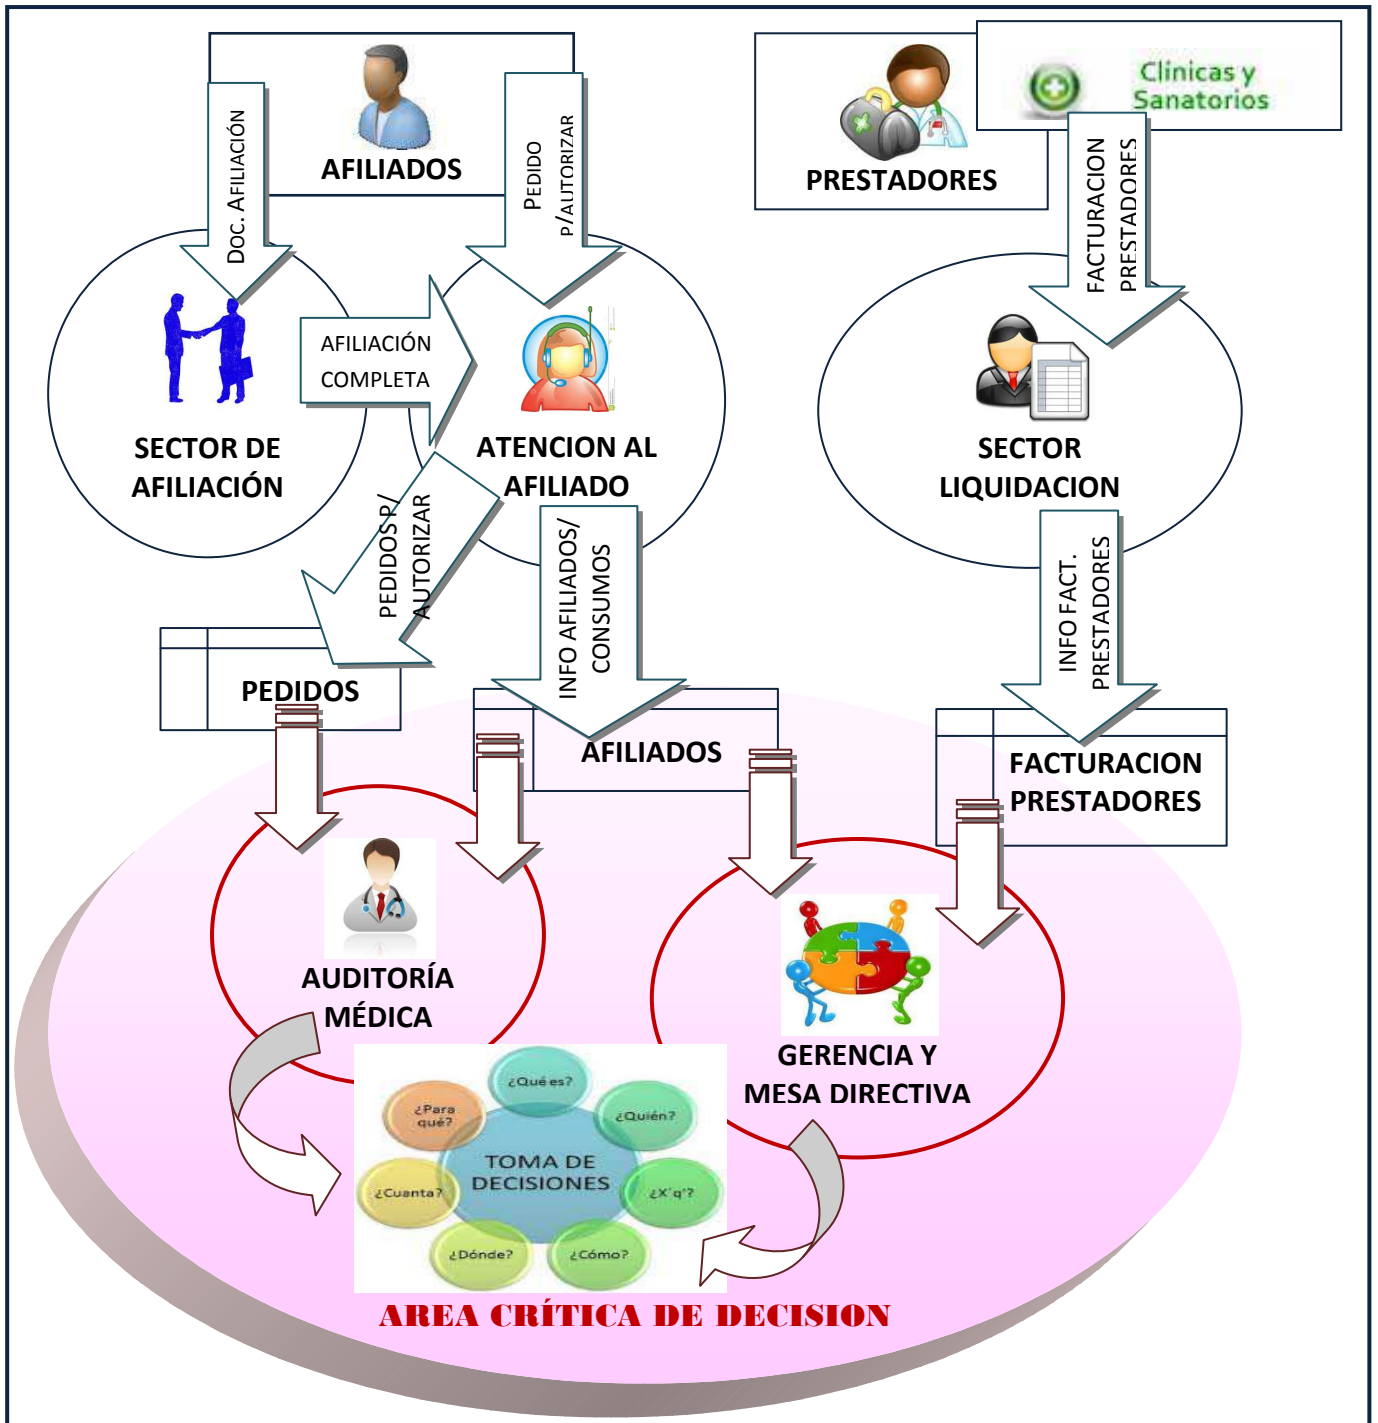 Clínicas y
Sanatorios
AFILIADOS
PRESTADORES
DOC. AFILIACIÓN
PEDIDO
P/AUTORIZAR
FACTURACION
PRESTADORES
AFILIACIÓN
COMPLETA
SECTOR DE
AFILIACIÓN
ATENCION AL
AFILIADO
SECTOR
LIQUIDACION
PEDIDOS P/
AUTORIZAR
INFO AFILIADOS/
CONSUMOS
INFO FACT.
PRESTADORES
PEDIDOS
AFILIADOS
FACTURACION
PRESTADORES
AUDITORÍA
MÉDICA
GERENCIA Y
MESA DIRECTIVA
¿Qué es?
¿Para
qué?
¿Quién?
TOMA DE
DECISIONES
¿Cuanta?
¿X´q'?
¿Dónde?
¿Cómo?
AREA CRÍTICA DE DECISION